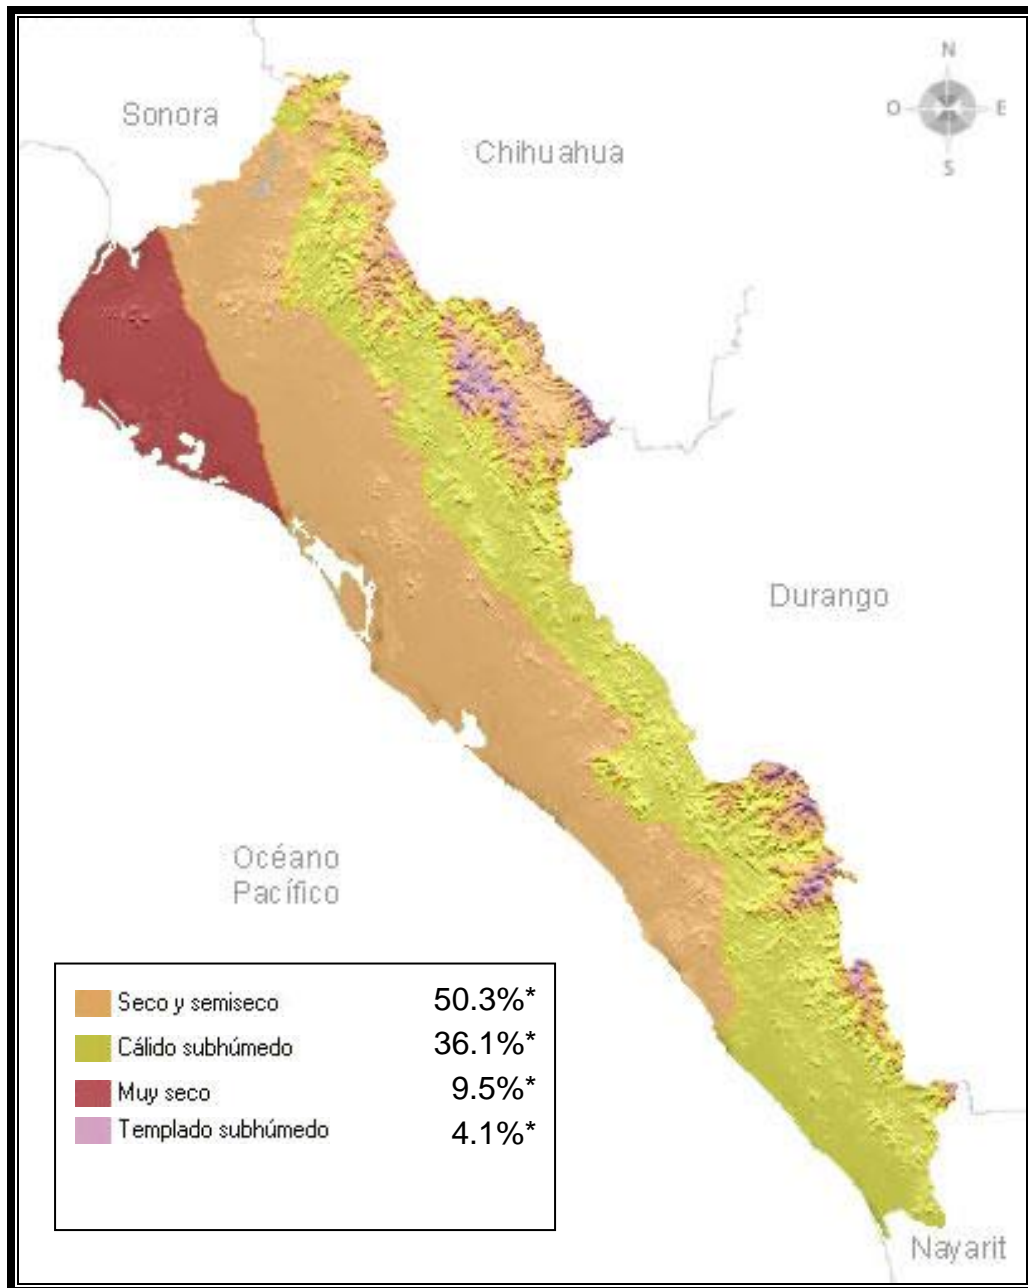 N
Sonora
O
E
Chihuahua
S
Durango
Océano
Pacífico
Seco y semiseco 50.3%*
Cálido subhúmedo 36.1%*
Muy seco 9.5%*
Templado subhúmedo 4.1%*
Nayarit